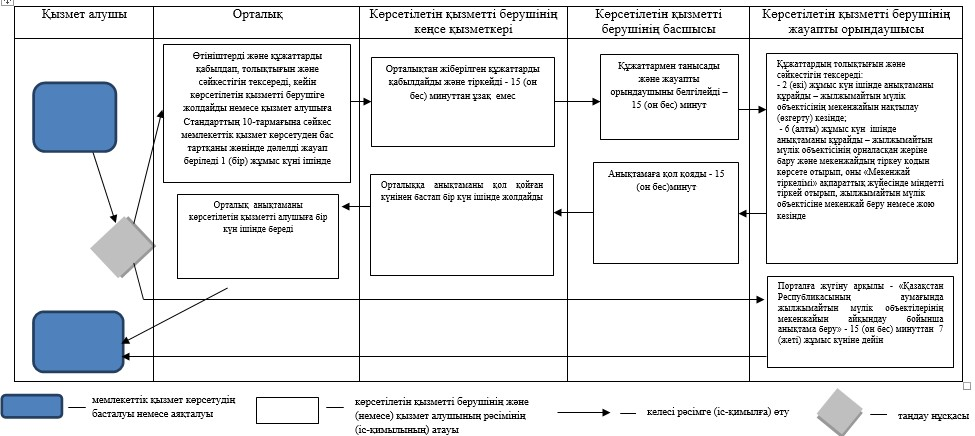 Қызмет алушы
Орталық
Көрсетілетін қызметті берушінің
кеңсе қызметкері
Көрсетілетін қызметті
берушінің басшысы
Көрсетілетін қызметті берушінің
жауапты орындаушысы
Өтініштерді және құжаттарды
қабылдап, толықтығын және
сәйкестігін тексереді, кейін
көрсетілетін қызметті берушіге
жолдайды немесе қызмет алушыға
Стандарттың 10-тармағына сәйкес
мемлекеттік қызмет көрсетуден бас
тартқаны жөнінде дәлелді жауап
беріледі 1 (бір) жұмыс күні ішінде
Орталықтан жіберілген құжаттарды
қабылдайды және тіркейді - 15 (он
бес) минуттан ұзақ емес
Құжаттармен танысады
және жауапты
орындаушыны белгілейді –
15 (он бес) минут
Құжаттардың толықтығын және
сәйкестігін тексереді:
- 2 (екі) жұмыс күн ішінде анықтаманы
құрайды – жылжымайтын мүлік
объектісінің мекенжайын нақтылау
(өзгерту) кезінде;
- 6 (алты) жұмыс күн ішінде
анықтаманы құрайды – жылжымайтын
мүлік объектісінің орналасқан жеріне
бару және мекенжайдың тіркеу кодын
көрсете отырып, оны «Мекенжай
тіркелімі» ақпараттық жүйесінде міндетті
тіркей отырып, жылжымайтын мүлік
объектісіне мекенжай беру немесе жою
кезінде
Орталық анықтаманы
көрсетілетін қызметті алушыға бір
күн ішінде береді
Орталыққа анықтаманы қол қойған
күнінен бастап бір күн ішінде жолдайды
Анықтамаға қол қояды - 15
(он бес)минут
Порталға жүгіну арқылы - «Қазақстан
Республикасының аумағында
жылжымайтын мүлік объектілерінің
мекенжайын айқындау бойынша
анықтама беру» - 15 (он бес) минуттан 7
(жеті) жұмыс күніне дейін
мемлекеттік қызмет көрсетудің
басталуы немесе аяқталуы
көрсетілетін қызметті берушінің және
(немесе) қызмет алушының рәсімінің
(іс-қимылының) атауы
келесі рәсімге (іс-қимылға) өту
таңдау нұсқасы